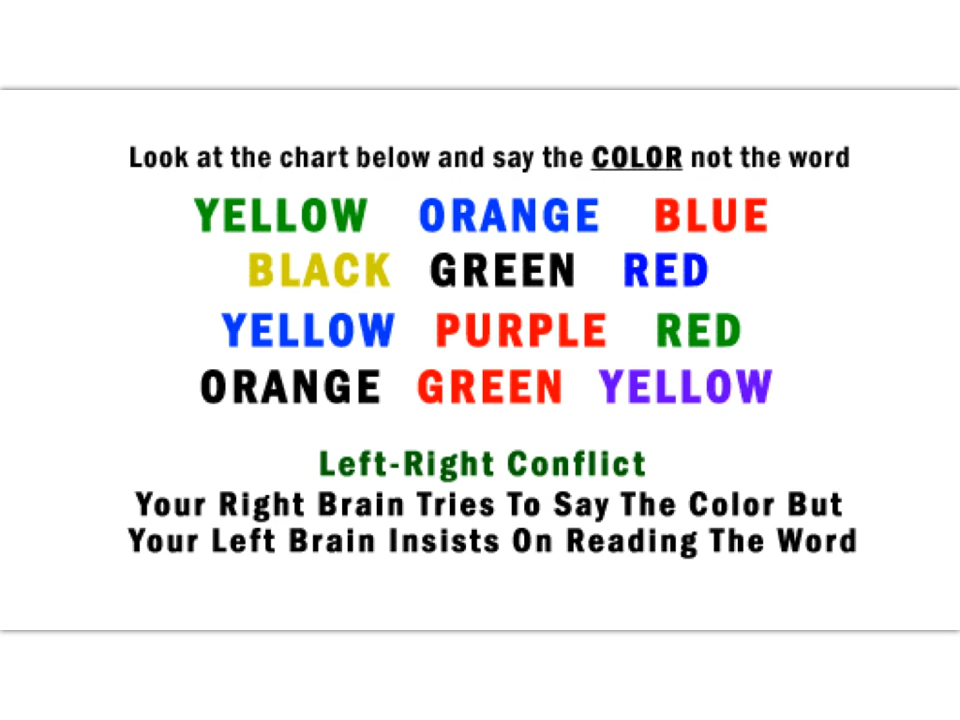 Look at the chart below and say the COLOR not the word
YELLOW ORANGE BLUE
BLACK GREEN RED
YELLOW PURPLE RED
ORANGE GREEN YELLOW
Left-Right Conflict
Your Right Brain Tries To Say The Color But
Your Left Brain Insists On Reading The Word